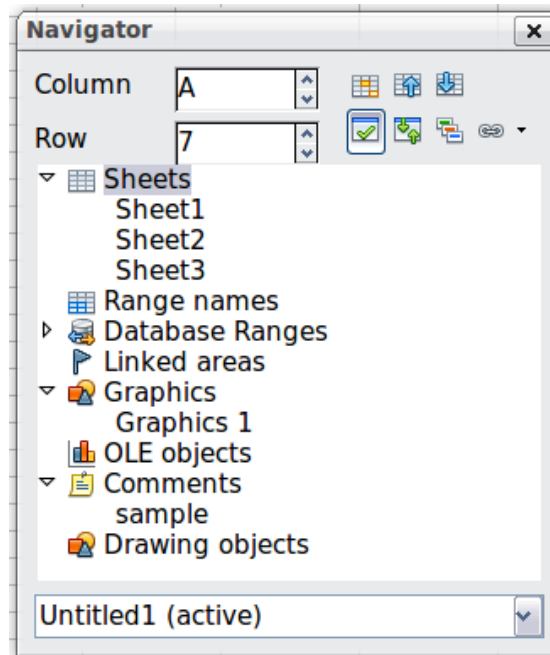 Navigator
Column A
Row 7
Sheets
Sheet1
Sheet2
Sheet3
Range names
Database Ranges
Linked areas
Graphics
Graphics 1
OLE objects
Comments
sample
Drawing objects
Untitled1 (active)